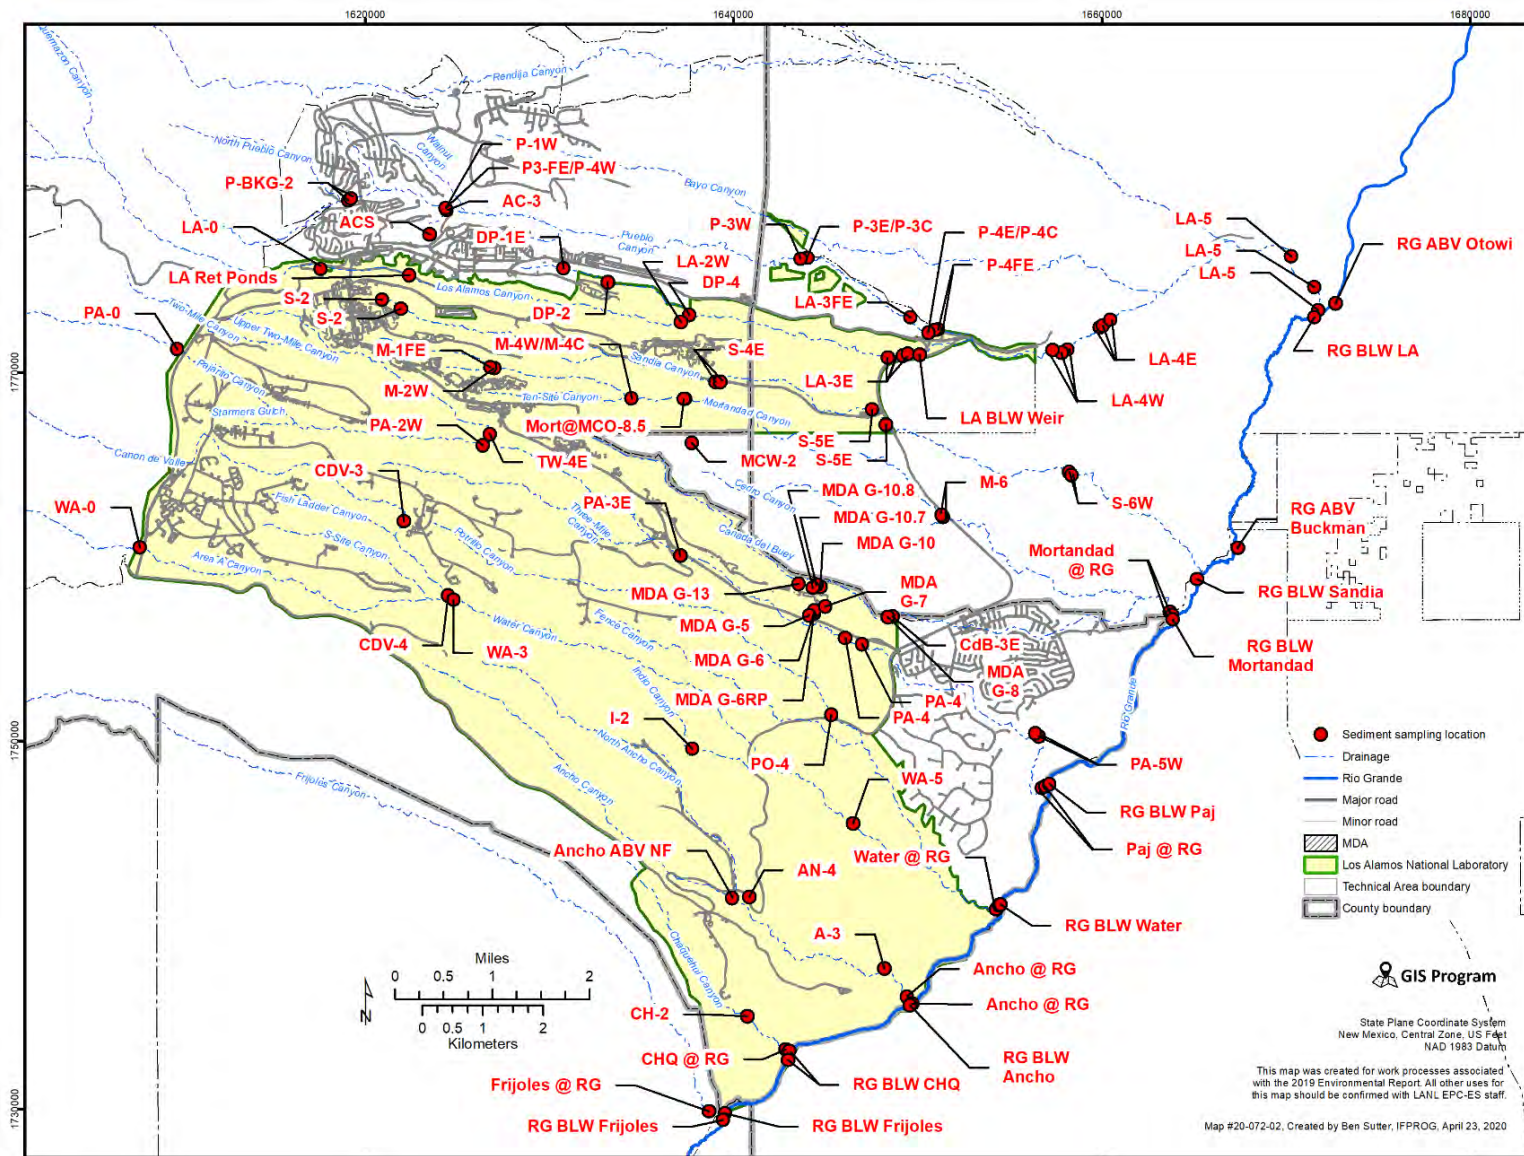 1620000
1640000
1660000
1680000
Quemazon Canyon
Rendija Canyon
P-1W
Walnut
Canyon
North Pueblo Canyon
P3-FE/P-4W
P-BKG-2
Bayo Canyon
AC-3
LA-0
ACS
DP-1E
Pueblo
Canyon
P-3W
P-3E/P-3C
P-4E/P-4C
LA-5
RG ABV Otowi
LA-5
LA-2W
P-4FE
LA Ret Ponds
DP-4
LA-5
Los Alamos Canyon
S-2
LA-3FE
PA-0
Two-Mile Canyon
Upper Two-Mile Canyon
S-2
DP-2
M-4W/M-4C
M-1FE
S-4E
Sandia Canyon
RG BLW LA
LA-4E
1770000
Pajarito Canyon
M-2W
LA-3E
Ten-Site Canyon
Mortandad Canyon
LA-4W
Starmers Gulch
LA BLW Weir
PA-2W
Mort@MCO-8.5
S-5E
Canon de Valle
TW-4E
MCW-2
S-5E
CDV-3
Cedro Canyon
M-6
MDA G-10.8
PA-3E
S-6W
WA-0
Fish Ladder Canyon
MDA G-10.7
Three-Mile
Canyon
RG ABV
Buckman
S-Site Canyon
Potrillo Canyon
Canada del Buey
MDA G-10
Area A Canyon
Mortandad
@ RG
MDA G-13
MDA
G-7
RG BLW Sandia
MDA G-5
Water Canyon
Fence Canyon
CDV-4
WA-3
CdB-3E
RG BLW
Mortandad
MDA G-6
MDA
G-8
Indio Canyon
MDA G-6RP
PA-4
PA-4
Rio Grande
I-2
North Ancho Canyon
1750000
PO-4
PA-5W
Frijoles Canyon
Ancho Canyon
WA-5
RG BLW Paj
Ancho ABV NF
AN-4
Water @ RG
Paj @ RG
RG BLW Water
A-3
Chaquehui Canyon
Ancho @ RG
Ancho @ RG
CH-2
CHQ @ RG
RG BLW
Ancho
Frijoles @ RG
RG BLW CHQ
1730000
RG BLW Frijoles
RG BLW Frijoles
Miles
0 0.5 1 2
0 0.5 1 2
Kilometers
N
Sediment sampling location
Drainage
Rio Grande
Major road
Minor road
MDA
Los Alamos National Laboratory
Technical Area boundary
County boundary
GIS Program
State Plane Coordinate System
New Mexico, Central Zone, US Feet
NAD 1983 Datum
This map was created for work processes associated
with the 2019 Environmental Report. All other uses for
this map should be confirmed with LANL EPC-ES staff.
Map #20-072-02, Created by Ben Sutter, IFPROG, April 23, 2020